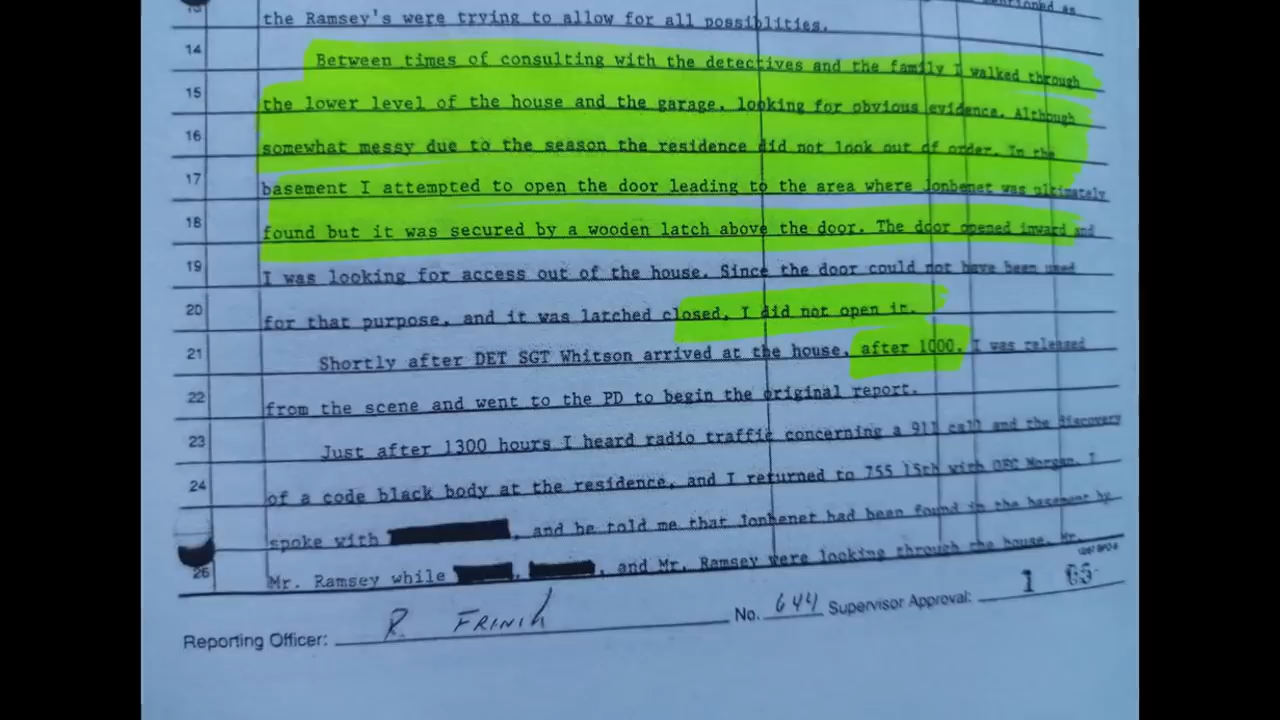 13 the Ramsey's were trying to allow for all possiblities.
14 Between times of consulting with the detectives and the family I walked through
15 the lower level of the house and the garage, looking for obvious evidence. Although
16 somewhat messy due to the season the residence did not look out of order. In the
17 basement I attempted to open the door leading to the area where Jonbenet was ultimately
18 found but it was secured by a wooden latch above the door. The door opened inward and
19 I was looking for access out of the house. Since the door could not have been used
20 for that purpose, and it was latched closed, I did not open it.
21 Shortly after DET SGT Whitson arrived at the house, after 1000, I was released
22 from the scene and went to the PD to begin the original report.
23 Just after 1300 hours I heard radio traffic concerning a 911 call and the discovery
24 of a code black body at the residence, and I returned to 755 15th with Morgan. I
spoke with , and he told me that Jonbenet had been found in the basement by
26 Mr. Ramsey while , , and Mr. Ramsey were looking through the house. Mr.
Reporting Officer: R. No. 644 Supervisor Approval: 1